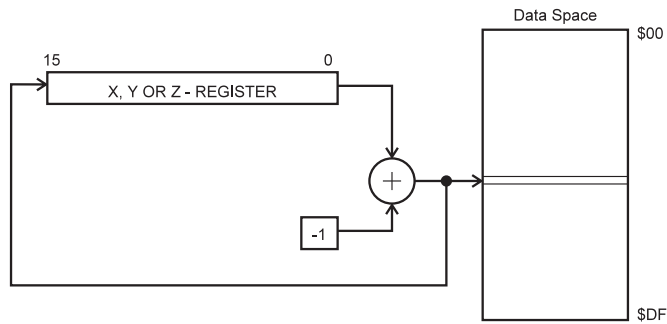 Data Space
$00
15
0
X, Y OR Z - REGISTER
+
-1
$DF